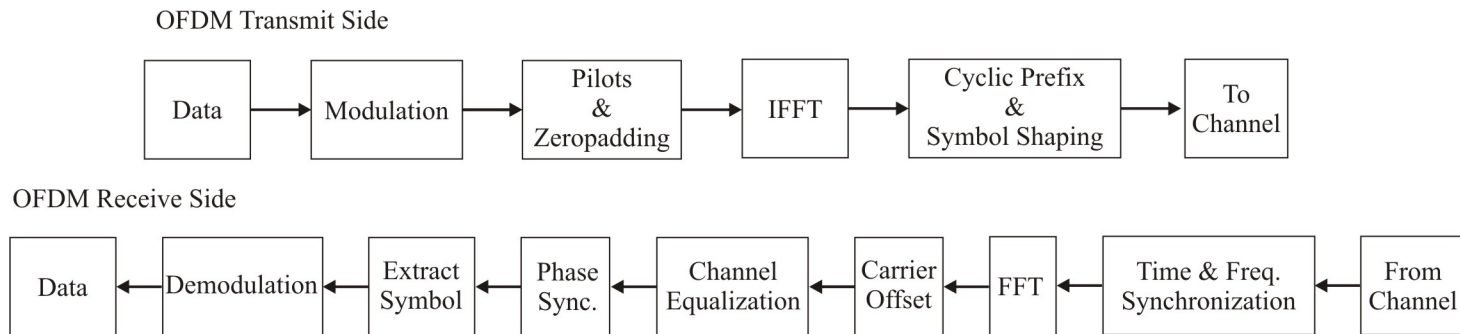 OFDM Transmit Side
Data
Modulation
Pilots
&
Zeropadding
IFFT
Cyclic Prefix
&
Symbol Shaping
To
Channel
OFDM Receive Side
Data
Demodulation
Extract
Symbol
Phase
Sync.
Channel
Equalization
Carrier
Offset
FFT
Time & Freq.
Synchronization
From
Channel